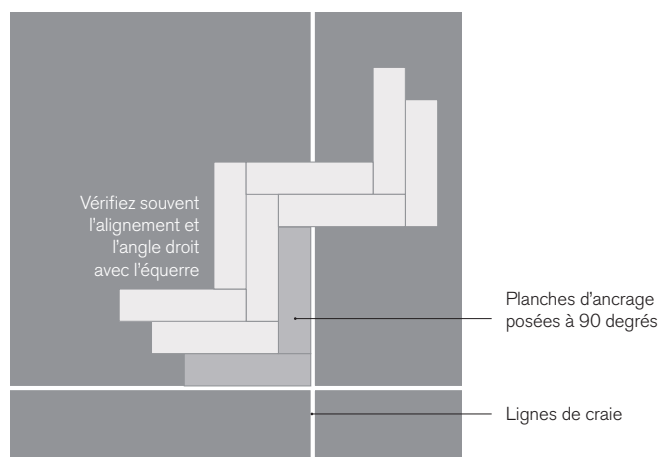 Vérifiez souvent
l'alignement et
l'angle droit
avec l'équerre
Planches d'ancrage
posées à 90 degrés
Lignes de craie